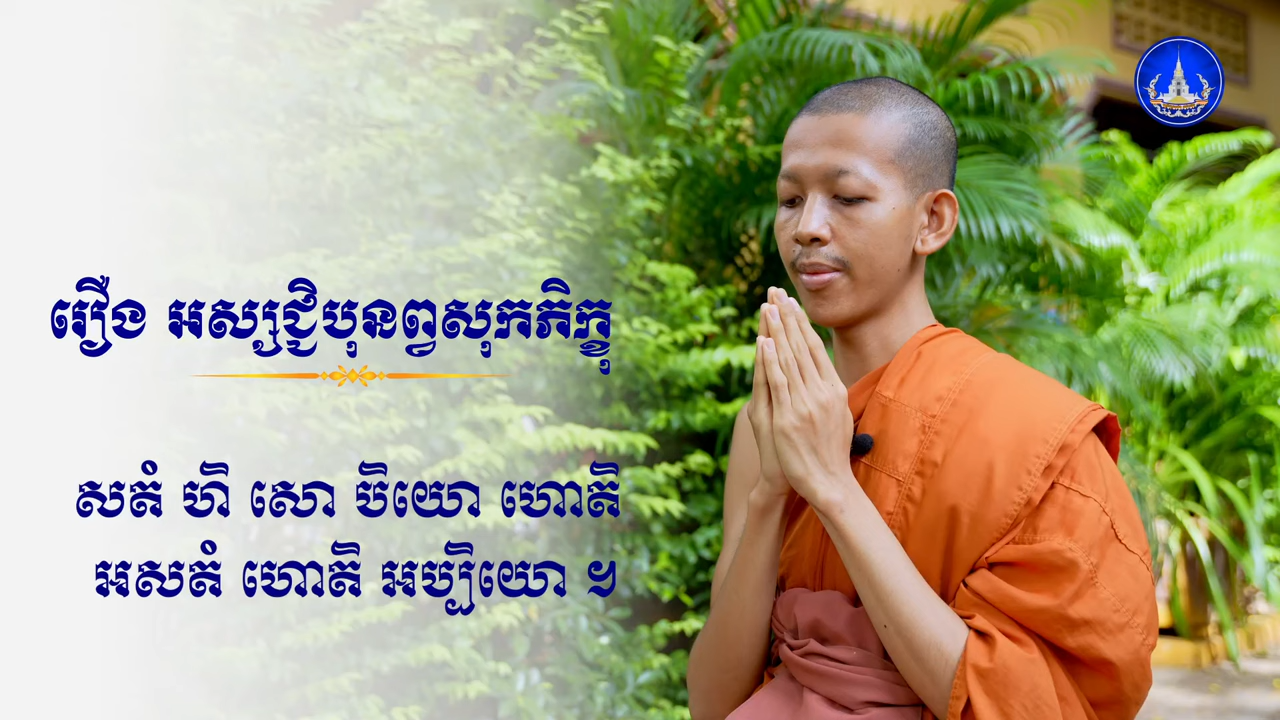 រឿង អស្សជ្ជិបុនព្វសុកភិក្ខុ
សតំ ហិ សោ បិយោ ហោតិ
អសតំ ហោតិ អប្បិយោ ៙